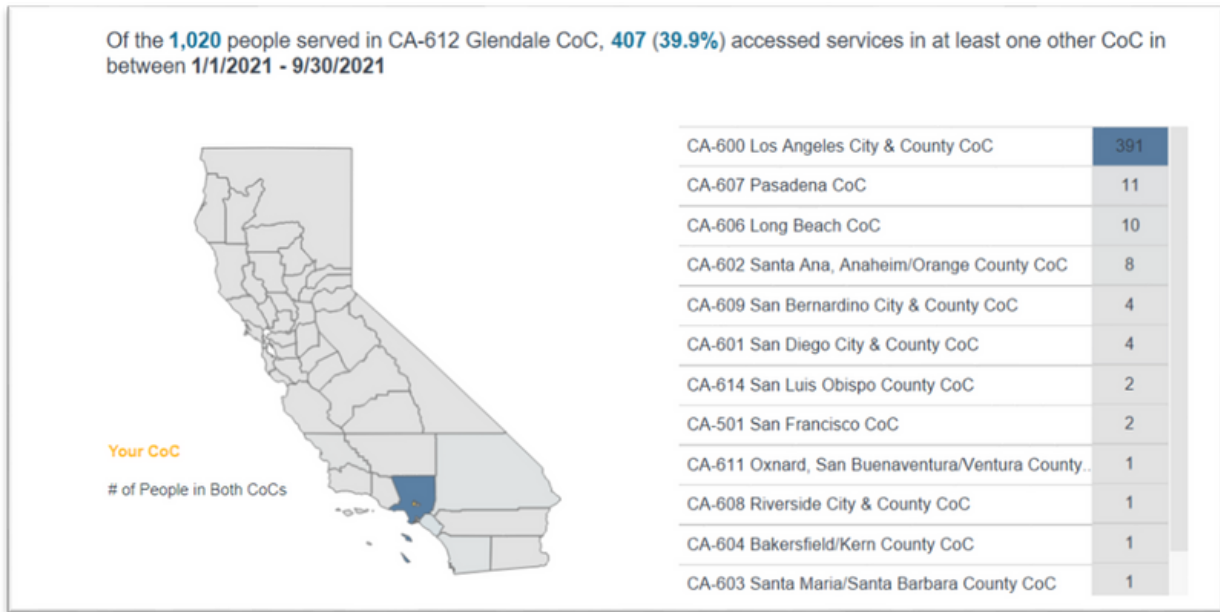 Of the 1,020 people served in CA-612 Glendale CoC, 407 (39.9%) accessed services in at least one other CoC in
between 1/1/2021 - 9/30/2021
CA-600 Los Angeles City & County CoC 391
CA-607 Pasadena CoC 11
CA-606 Long Beach CoC 10
CA-602 Santa Ana, Anaheim/Orange County CoC 8
CA-609 San Bernardino City & County CoC 4
CA-601 San Diego City & County CoC 4
CA-614 San Luis Obispo County CoC 2
CA-501 San Francisco CoC 2
CA-611 Oxnard, San Buenaventura/Ventura County.. 1
CA-608 Riverside City & County CoC 1
CA-604 Bakersfield/Kern County CoC 1
CA-603 Santa Maria/Santa Barbara County CoC 1
Your CoC
# of People in Both CoCs